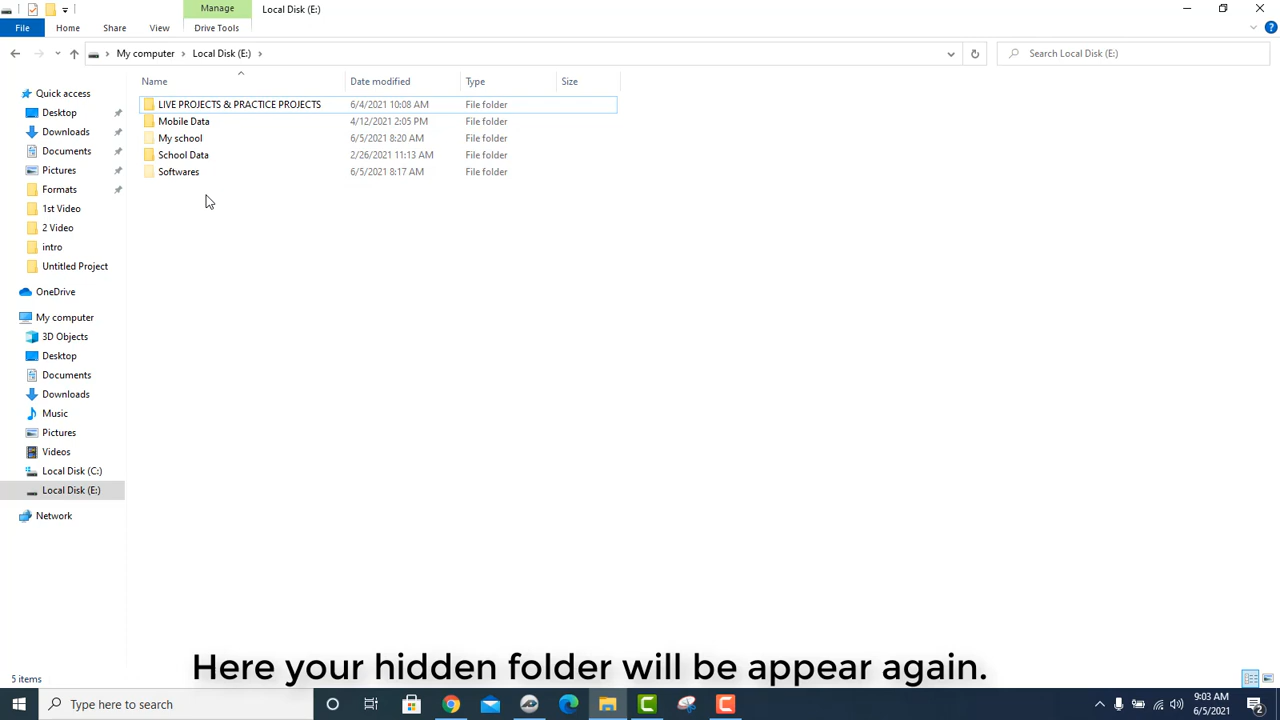 Manage
Local Disk (E:)
File
Home
Share
View
Drive Tools
My computer
Local Disk (E:)
Search Local Disk (E:)
Name
Date modified
Type
Size
LIVE PROJECTS & PRACTICE PROJECTS
6/4/2021 10:08 AM
File folder
Mobile Data
4/12/2021 2:05 PM
File folder
My school
6/5/2021 8:20 AM
File folder
School Data
2/26/2021 11:13 AM
File folder
Softwares
6/5/2021 8:17 AM
File folder
Quick access
Desktop
Downloads
Documents
Pictures
Formats
1st Video
2 Video
intro
Untitled Project
OneDrive
My computer
3D Objects
Desktop
Documents
Downloads
Music
Pictures
Videos
Local Disk (C:)
Local Disk (E:)
Network
Here your hidden folder will be appear again.
5 items
Type here to search
9:03 AM
6/5/2021
2